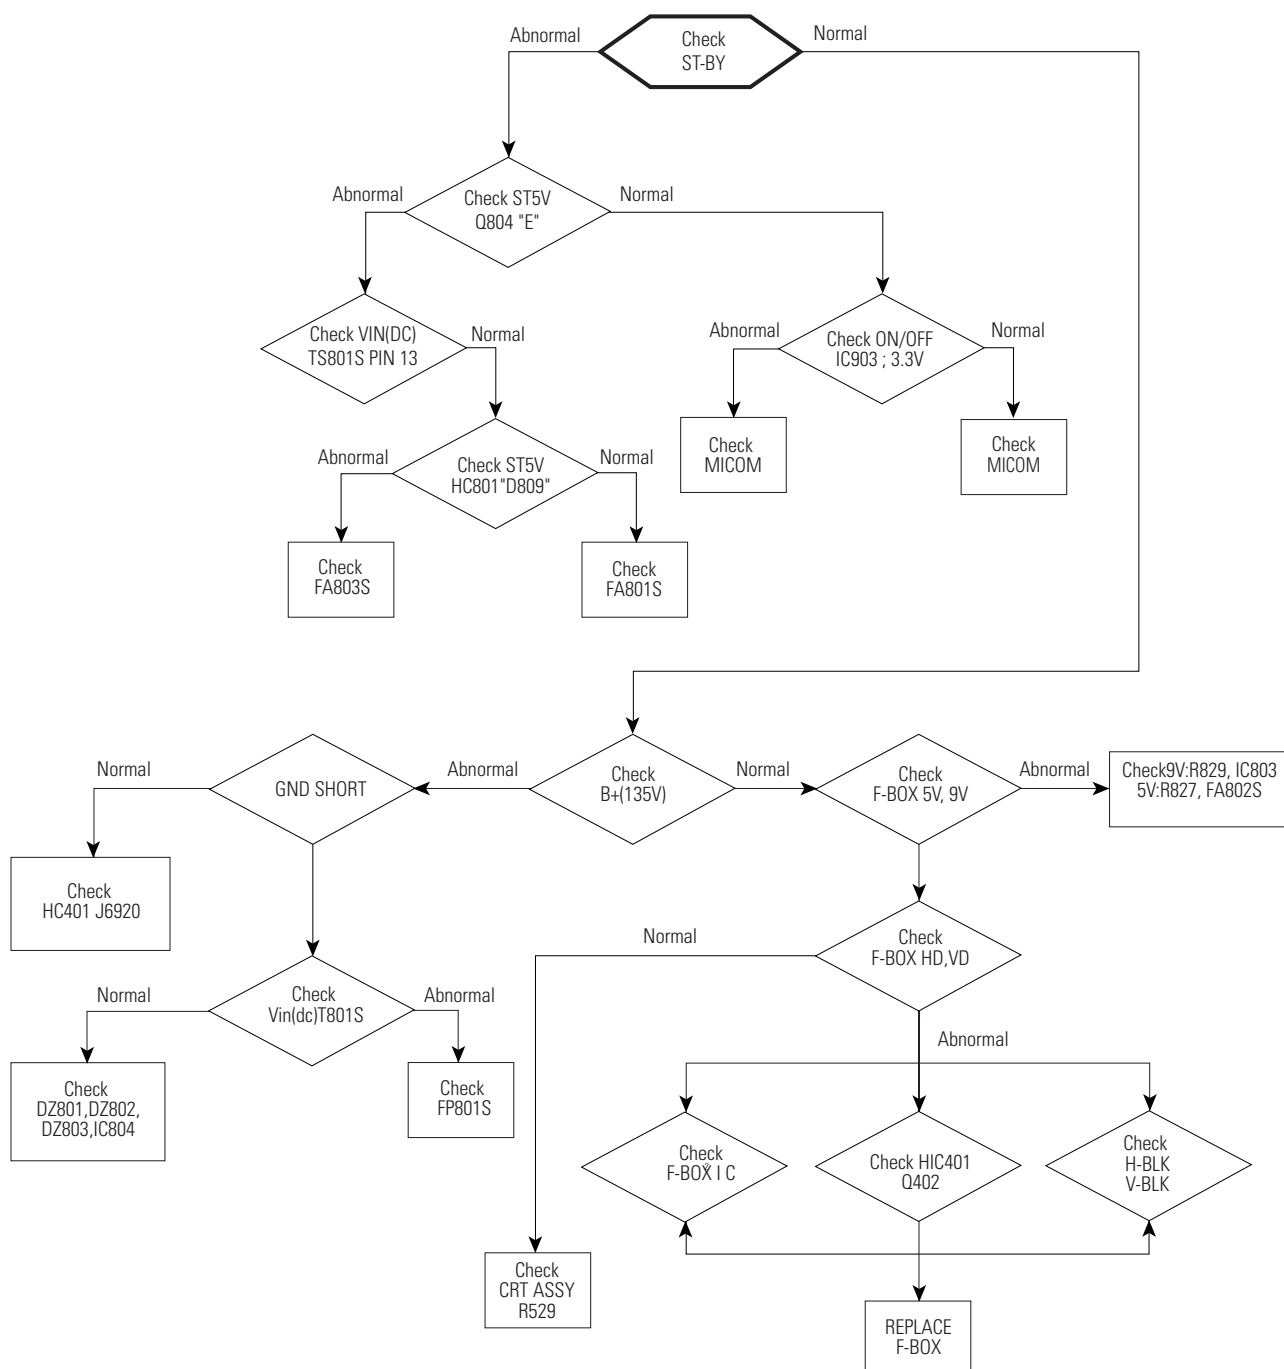 Abnormal
Check
ST-BY
Normal
Abnormal
Check ST5V
Q804 "E"
Normal
Check VIN(DC)
TS801S PIN 13
Normal
Abnormal
Check ON/OFF
IC903 ; 3.3V
Normal
Check
MICOM
Check
MICOM
Abnormal
Check ST5V
HC801"D809"
Normal
Check
FA803S
Check
FA801S
Normal
GND SHORT
Abnormal
Check
B+(135V)
Normal
Check
F-BOX 5V, 9V
Abnormal
Check9V:R829, IC803
5V:R827, FA802S
Check
HC401 J6920
Normal
Check
F-BOX HD,VD
Normal
Check
Vin(dc)T801S
Abnormal
Abnormal
Check
DZ801,DZ802,
DZ803,IC804
Check
FP801S
Check
F-BOX I C
Check HIC401
Q402
Check
H-BLK
V-BLK
Check
CRT ASSY
R529
REPLACE
F-BOX